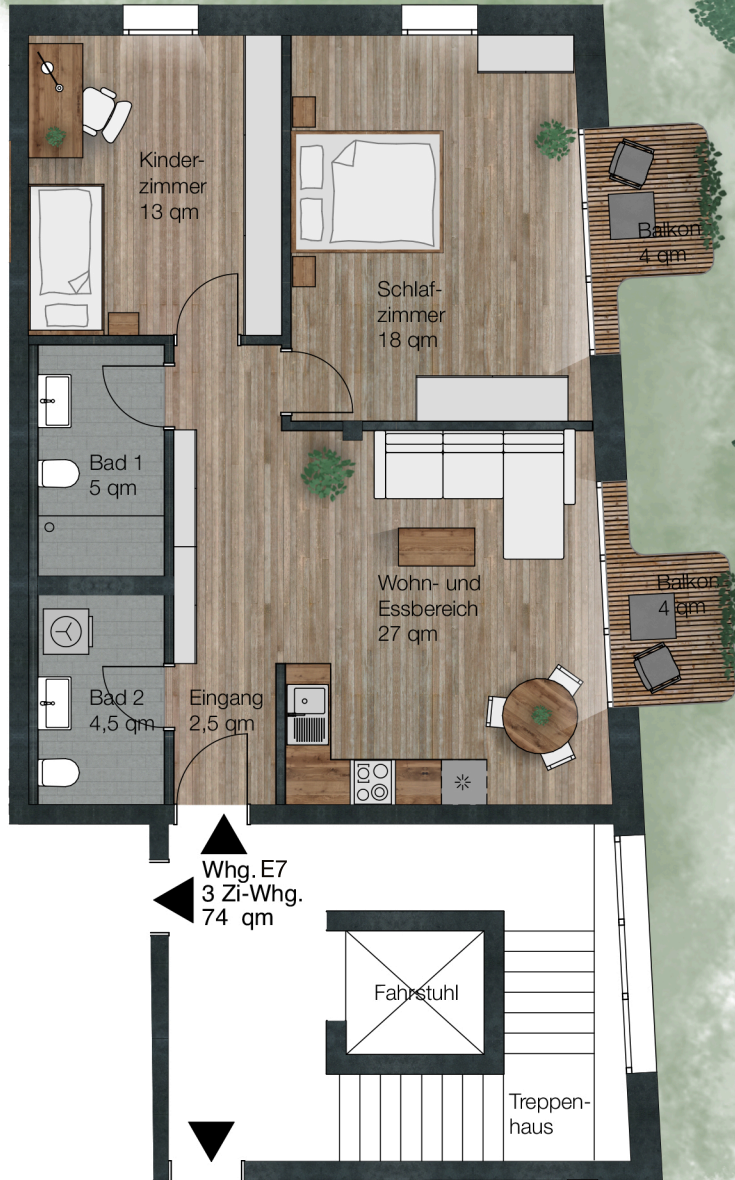 Kinder-
zimmer
13 qm
Balkon
4 qm
Schlaf-
zimmer
18 qm
Bad 1
5 qm
Wohn- und
Essbereich
27 qm
Balkon
4 qm
Bad 2
4,5 qm
Eingang
2,5 qm
Whg. E7
3 Zi-Whg.
74 qm
Fahrstuhl
Treppen-
haus